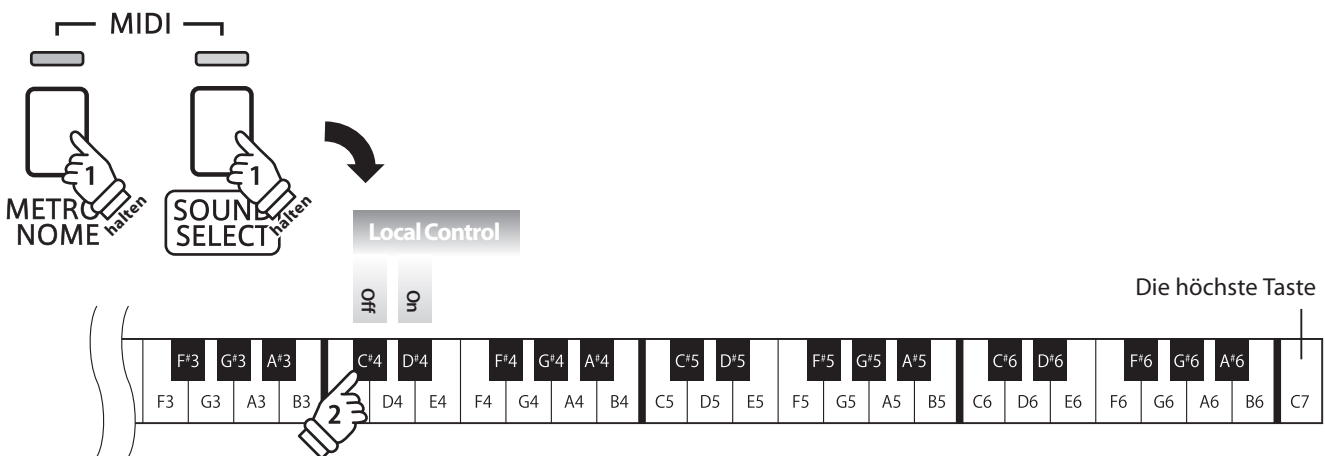 MIDI
1
1
METRO
NOME
halten
SOUND
SELECT
halten
Local Control
Off
On
Die höchste Taste
F#3 G#3 A#3 C#4 D#4 F#4 G#4 A#4 C#5 D#5 F#5 G#5 A#5 C#6 D#6 F#6 G#6 A#6
F3 G3 A3 B3 D4 E4 F4 G4 A4 B4 C5 D5 E5 F5 G5 A5 B5 C6 D6 E6 F6 G6 A6 B6 C7
2